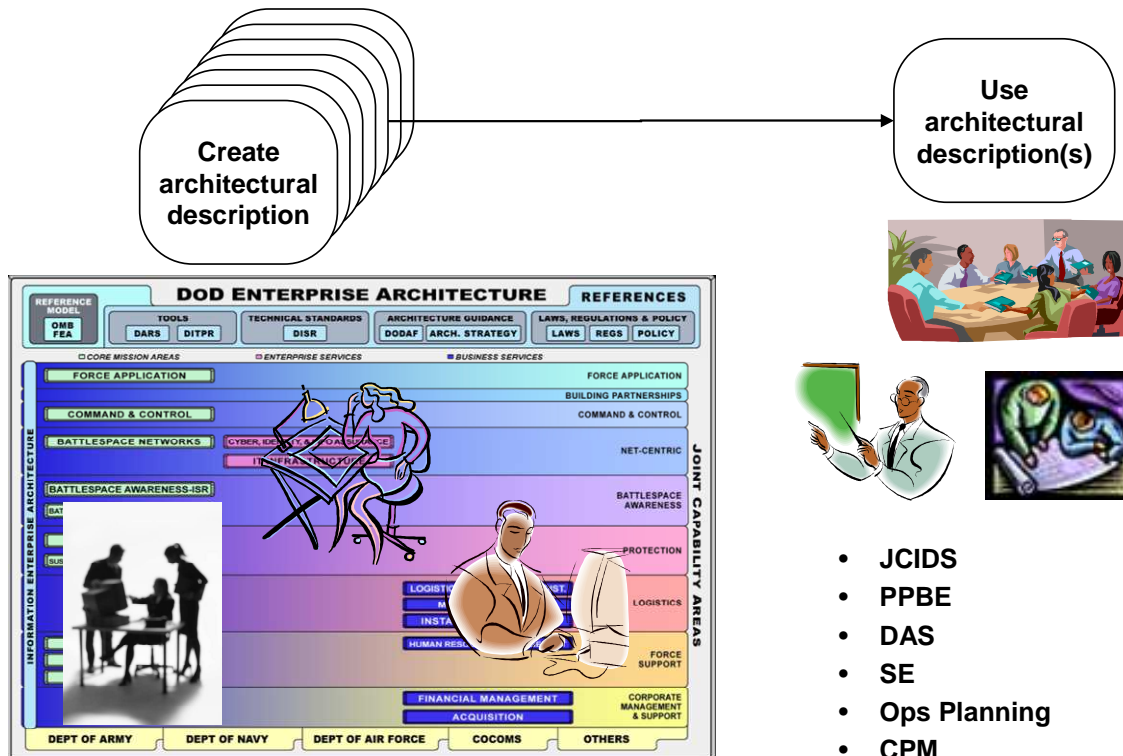 Create
architectural
description
Use
architectural
description(s)
DOD ENTERPRISE ARCHITECTURE
REFERENCES
REFERENCE
MODEL
OMB
FEA
TOOLS
DARS DITPR
TECHNICAL STANDARDS
DISR
ARCHITECTURE GUIDANCE
DODAF ARCH. STRATEGY
LAWS, REGULATIONS & POLICY
LAWS REGS POLICY
CORE MISSION AREAS
ENTERPRISE SERVICES
BUSINESS SERVICES
INFORMATION ENTERPRISE ARCHITECTURE
JOINT CAPABILITY AREAS
FORCE APPLICATION
FORCE APPLICATION
BUILDING PARTNERSHIPS
COMMAND & CONTROL
COMMAND & CONTROL
BATTLESPACE NETWORKS
NET-CENTRIC
BATTLESPACE AWARENESS-ISR
BATTLESPACE
AWARENESS
PROTECTION
LOGISTICS
FORCE
SUPPORT
FINANCIAL MANAGEMENT
ACQUISITION
CORPORATE
MANAGEMENT
& SUPPORT
DEPT OF ARMY
DEPT OF NAVY
DEPT OF AIR FORCE
COCOMS
OTHERS
• JCIDS
• PPBE
• DAS
• SE
• Ops Planning
• CPM